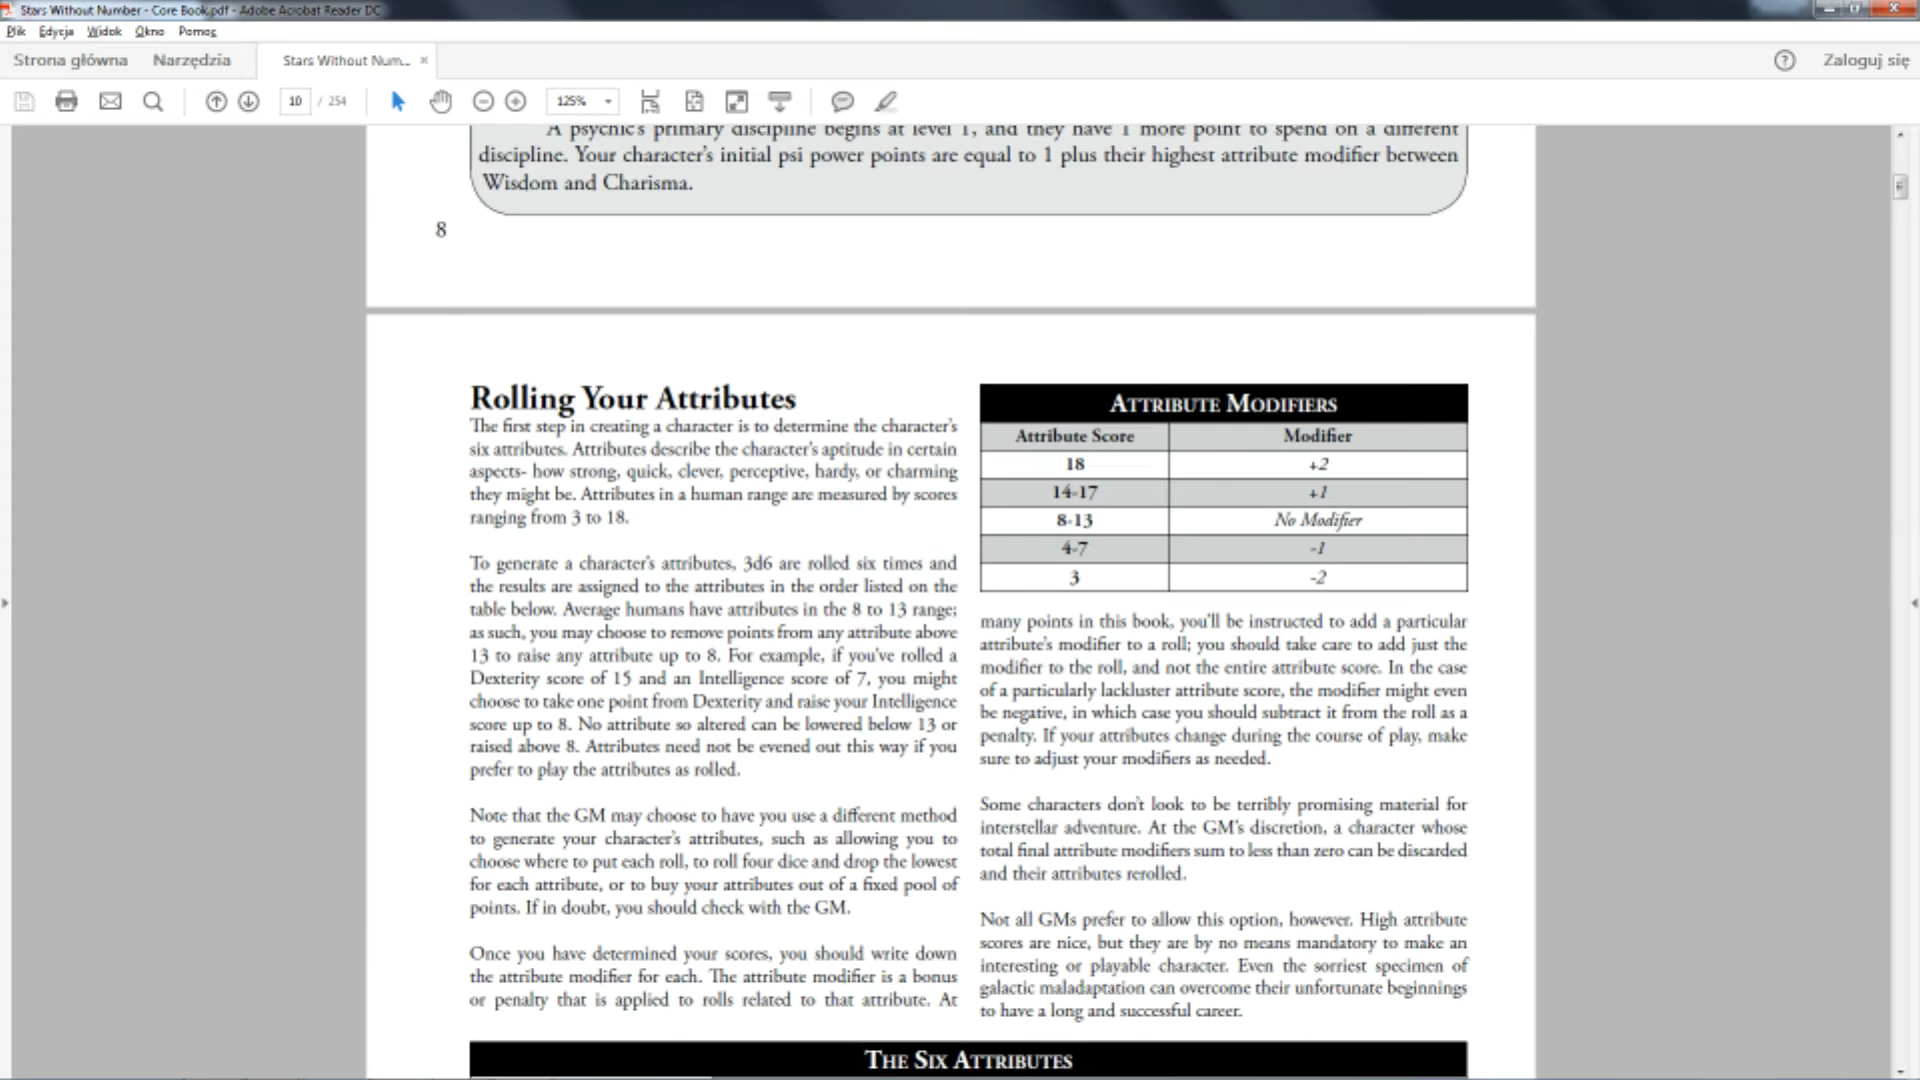 Stars Without Number - Core Book.pdf - Adobe Acrobat Reader DC
Plik Edycja Widok Okno Pomoc
Strona główna Narzędzia Stars Without Num... × Zaloguj się
10 / 254 125%
A psychic's primary discipline begins at level 1, and they have 1 more point to spend on a different
discipline. Your character's initial psi power points are equal to 1 plus their highest attribute modifier between
Wisdom and Charisma.
8
Rolling Your Attributes
The first step in creating a character is to determine the character's
six attributes. Attributes describe the character's aptitude in certain
aspects- how strong, quick, clever, perceptive, hardy, or charming
they might be. Attributes in a human range are measured by scores
ranging from 3 to 18.
To generate a character's attributes, 3d6 are rolled six times and
the results are assigned to the attributes in the order listed on the
table below. Average humans have attributes in the 8 to 13 range;
as such, you may choose to remove points from any attribute above
13 to raise any attribute up to 8. For example, if you've rolled a
Dexterity score of 15 and an Intelligence score of 7, you might
choose to take one point from Dexterity and raise your Intelligence
score up to 8. No attribute so altered can be lowered below 13 or
raised above 8. Attributes need not be evened out this way if you
prefer to play the attributes as rolled.
Note that the GM may choose to have you use a different method
to generate your character's attributes, such as allowing you to
choose where to put each roll, to roll four dice and drop the lowest
for each attribute, or to buy your attributes out of a fixed pool of
points. If in doubt, you should check with the GM.
Once you have determined your scores, you should write down
the attribute modifier for each. The attribute modifier is a bonus
or penalty that is applied to rolls related to that attribute. At
Attribute Modifiers
Attribute Score Modifier
18 +2
14-17 +1
8-13 No Modifier
4-7 -1
3 -2
many points in this book, you'll be instructed to add a particular
attribute's modifier to a roll; you should take care to add just the
modifier to the roll, and not the entire attribute score. In the case
of a particularly lackluster attribute score, the modifier might even
be negative, in which case you should subtract it from the roll as a
penalty. If your attributes change during the course of play, make
sure to adjust your modifiers as needed.
Some characters don't look to be terribly promising material for
interstellar adventure. At the GM's discretion, a character whose
total final attribute modifiers sum to less than zero can be discarded
and their attributes rerolled.
Not all GMs prefer to allow this option, however. High attribute
scores are nice, but they are by no means mandatory to make an
interesting or playable character. Even the sorriest specimen of
galactic maladaptation can overcome their unfortunate beginnings
to have a long and successful career.
The Six Attributes